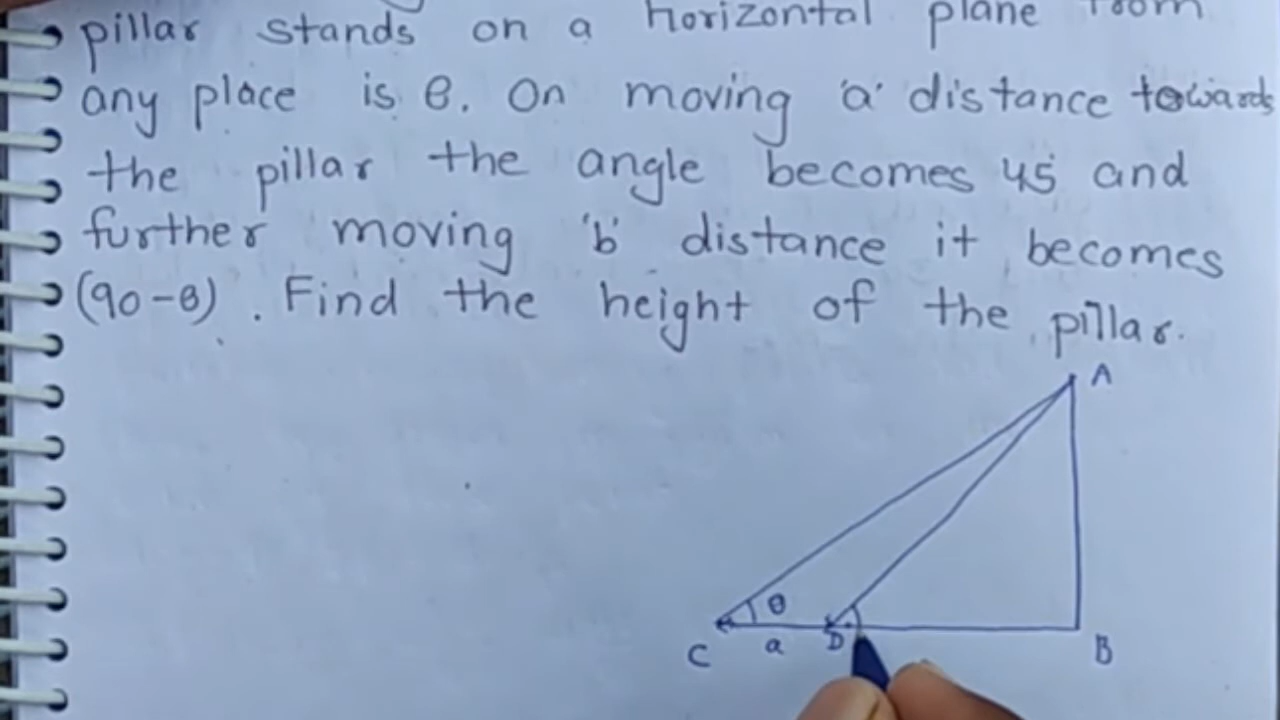 pillar stands on a horizontal plane from
any place is θ. On moving 'a' distance towards
the pillar the angle becomes 45 and
further moving 'b' distance it becomes
(90-θ). Find the height of the pillar.
A
θ
C a D B